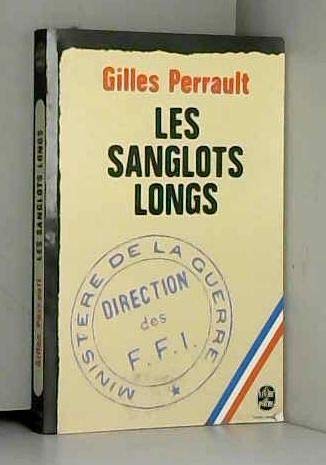 Gilles Perrault
LES
SANGLOTS
LONGS
MINISTÈRE DE LA GUERRE
DIRECTION
des
F.F.I.
★
Gilles Perrault LES SANGLOTS LONGS